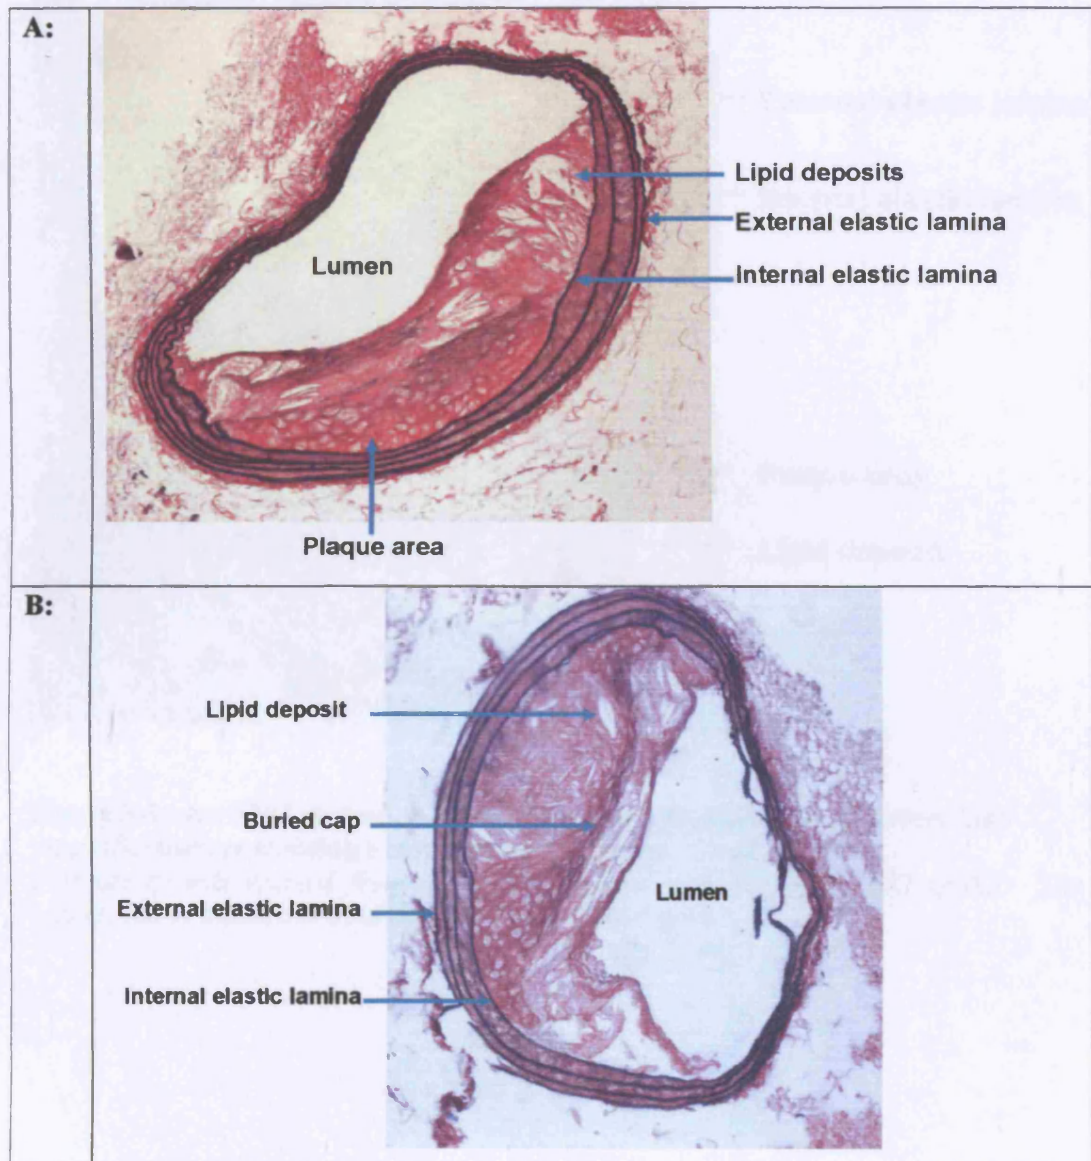 A:
Lipid deposits
External elastic lamina
Internal elastic lamina
Lumen
Plaque area
B:
Lipid deposit
Buried cap
Lumen
External elastic lamina
Internal elastic lamina